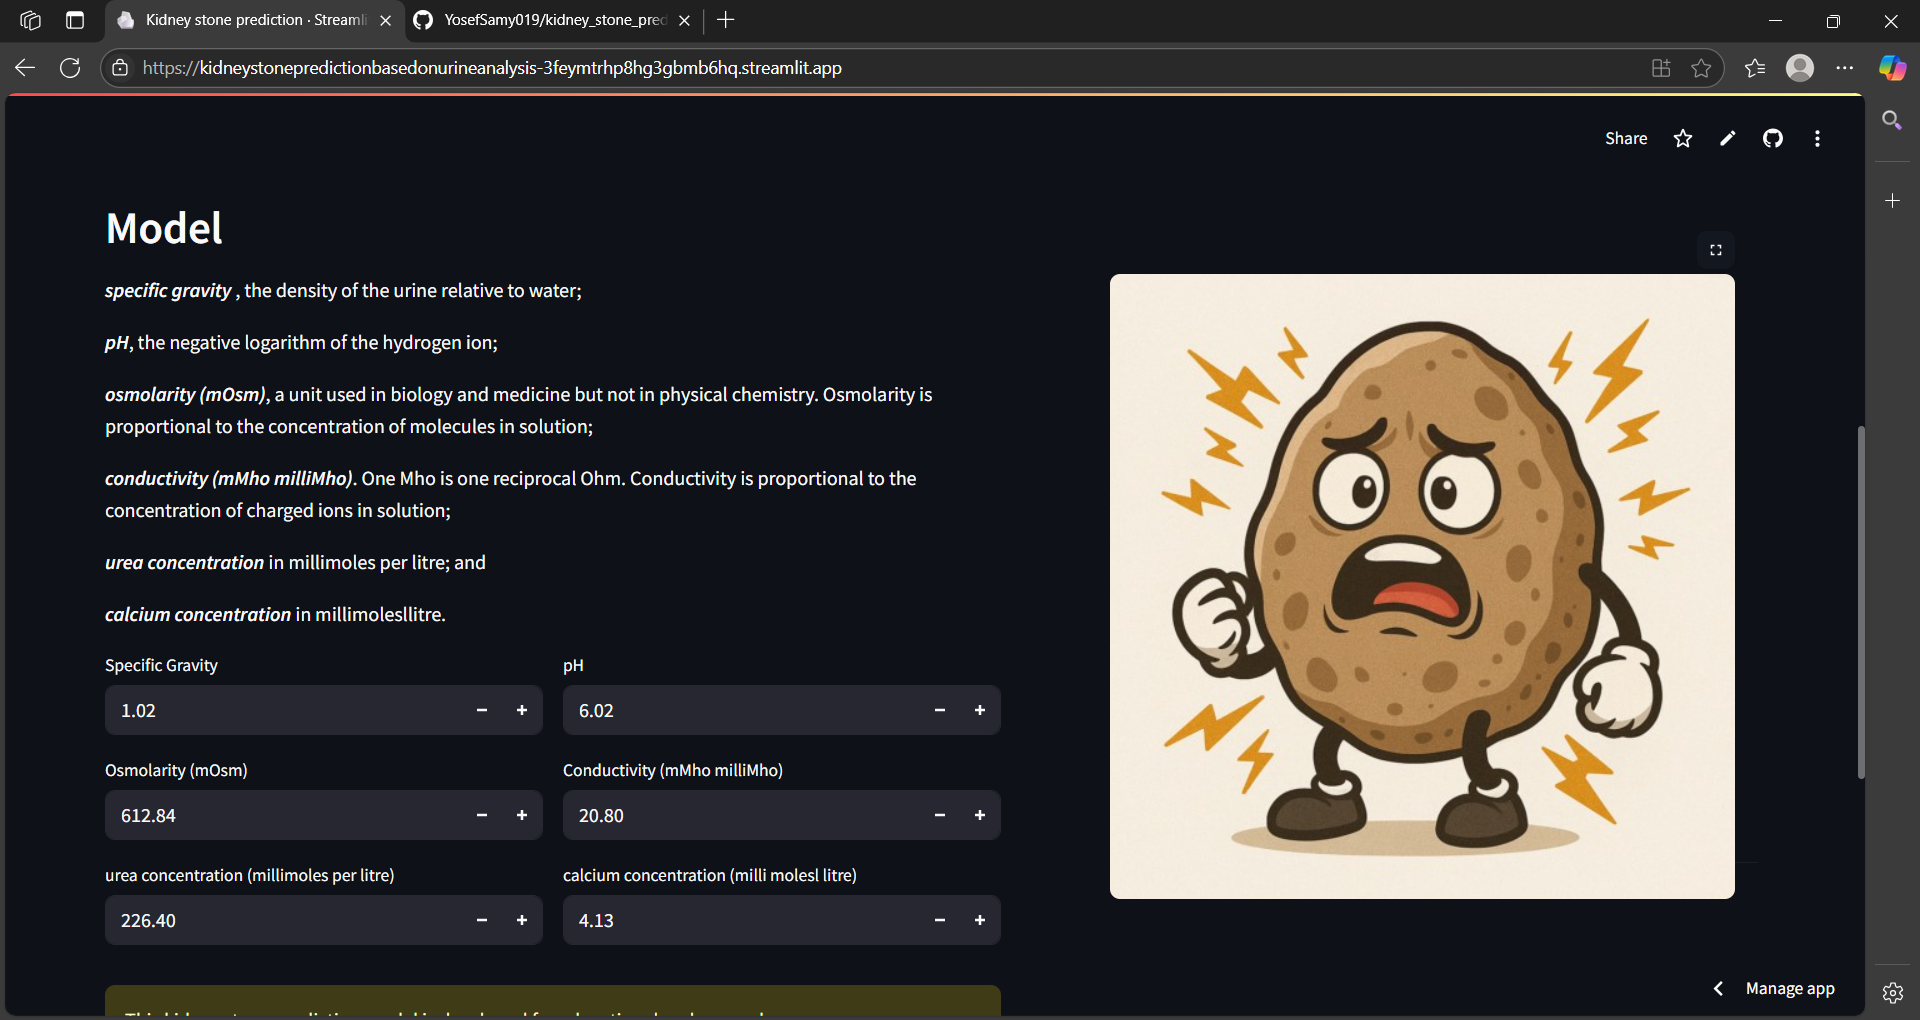 Kidney stone prediction · Streamli
YosefSamy019/kidney_stone_pred
https://kidneystonepredictionbasedonurineanalysis-3feymtrhp8hg3gbmb6hq.streamlit.app
Share
Model
specific gravity , the density of the urine relative to water;
pH, the negative logarithm of the hydrogen ion;
osmolarity (mOsm), a unit used in biology and medicine but not in physical chemistry. Osmolarity is
proportional to the concentration of molecules in solution;
conductivity (mMho milliMho). One Mho is one reciprocal Ohm. Conductivity is proportional to the
concentration of charged ions in solution;
urea concentration in millimoles per litre; and
calcium concentration in millimolesllitre.
Specific Gravity pH
1.02 6.02
Osmolarity (mOsm) Conductivity (mMho milliMho)
612.84 20.80
urea concentration (millimoles per litre) calcium concentration (milli molesl litre)
226.40 4.13
Manage app